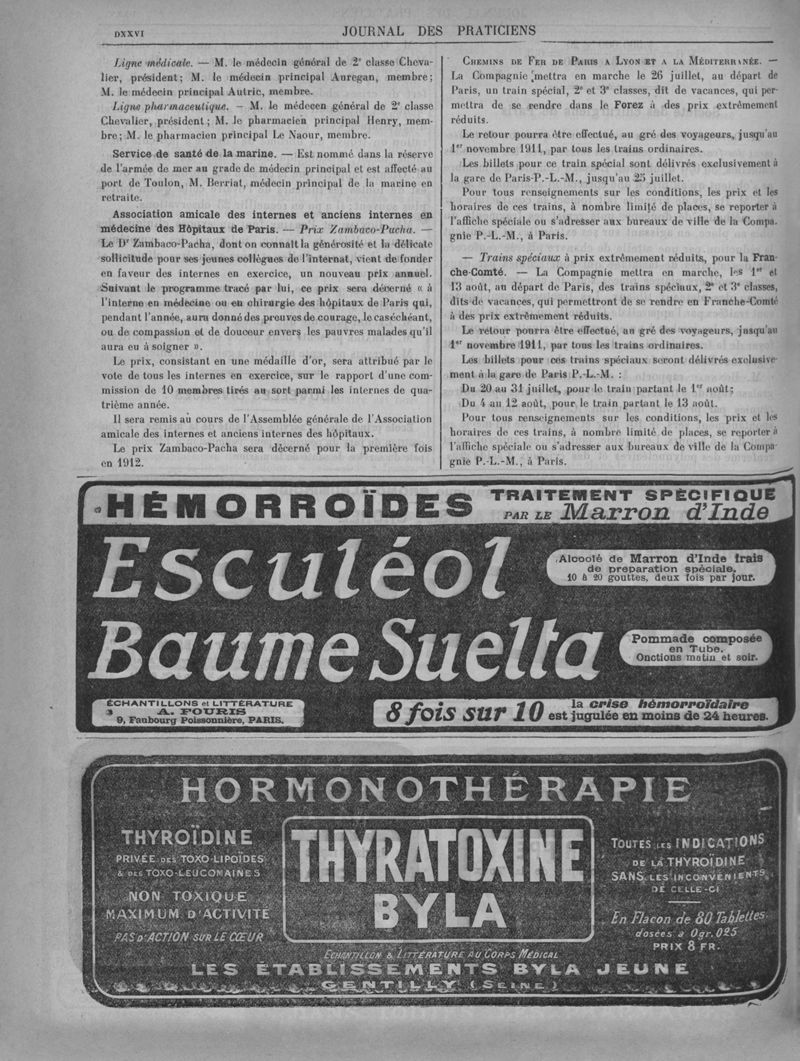 DXXVI
JOURNAL DES PRATICIENS
Ligne médicale. — M. le médecin général de 2e classe Cheva-
lier, président; M. le médecin principal Auregan, membre;
M. le médecin principal Autric, membre.
Ligne pharmaceutique. — M. le médecen général de 2e classe
Chevalier, président; M. le pharmacien principal Henry, mem-
bre; M. le pharmacien principal Le Naour, membre.
Service de santé de la marine. — Est nommé dans la réserve
de l'armée de mer au grade de médecin principal et est affecté au
port de Toulon, M. Berriat, médecin principal de la marine en
retraite.
Association amicale des internes et anciens internes en
médecine des Hôpitaux de Paris. — Prix Zambaco-Pacha. —
Le Dr Zambaco-Pacha, dont on connaît la générosité et la délicate
sollicitude pour ses jeunes collègues de l'internat, vient de fonder
en faveur des internes en exercice, un nouveau prix annuel.
Suivant le programme tracé par lui, ce prix sera décerné « à
l'interne en médecine ou en chirurgie des hôpitaux de Paris qui,
pendant l'année, aura donné des preuves de courage, le cas échéant,
ou de compassion et de douceur envers les pauvres malades qu'il
aura eu à soigner ».
Le prix, consistant en une médaille d'or, sera attribué par le
vote de tous les internes en exercice, sur le rapport d'une com-
mission de 10 membres tirés au sort parmi les internes de qua-
trième année.
Il sera remis au cours de l'Assemblée générale de l'Association
amicale des internes et anciens internes des hôpitaux.
Le prix Zambaco-Pacha sera décerné pour la première fois
en 1912.
CHEMINS DE FER DE PARIS A LYON ET A LA MÉDITERRANÉE. —
La Compagnie mettra en marche le 26 juillet, au départ de
Paris, un train spécial, 2e et 3e classes, dit de vacances, qui per-
mettra de se rendre dans le Forez à des prix extrêmement
réduits.
Le retour pourra être effectué, au gré des voyageurs, jusqu'au
1er novembre 1911, par tous les trains ordinaires.
Les billets pour ce train spécial sont délivrés exclusivement à
la gare de Paris-P.-L.-M., jusqu'au 25 juillet.
Pour tous renseignements sur les conditions, les prix et les
horaires de ces trains, à nombre limité de places, se reporter à
l'affiche spéciale ou s'adresser aux bureaux de ville de la Compa-
gnie P.-L.-M., à Paris.
— Trains spéciaux à prix extrêmement réduits, pour la Fran-
che-Comté. — La Compagnie mettra en marche, les 1er et
13 août, au départ de Paris, des trains spéciaux, 2e et 3e classes,
dits de vacances, qui permettront de se rendre en Franche-Comté
à des prix extrêmement réduits.
Le retour pourra être effectué, au gré des voyageurs, jusqu'au
1er novembre 1911, par tous les trains ordinaires.
Les billets pour ces trains spéciaux seront délivrés exclusive-
ment à la gare de Paris P.-L.-M. :
Du 20 au 31 juillet, pour le train partant le 1er août;
Du 4 au 12 août, pour le train partant le 13 août.
Pour tous renseignements sur les conditions, les prix et les
horaires de ces trains, à nombre limité de places, se reporter à
l'affiche spéciale ou s'adresser aux bureaux de ville de la Compa-
gnie P.-L.-M., à Paris.
HÉMORROÏDES
TRAITEMENT SPÉCIFIQUE
PAR LE Marron d'Inde
Esculéol
Alcoolé de Marron d'Inde frais
de preparation spéciale.
10 à 20 gouttes, deux fois par jour.
Baume Suelta
Pommade composée
en Tube.
Onctions matin et soir.
ÉCHANTILLONS et LITTÉRATURE
A. FOURIS
9, Faubourg Poissonnière, PARIS.
8 fois sur 10
la crise hémorroïdaire
est jugulée en moins de 24 heures.
HORMONOTHÉRAPIE
THYROÏDINE
PRIVÉE DES TOXO-LIPOÏDES
& DES TOXO-LEUCOMAINES
NON TOXIQUE
MAXIMUM D'ACTIVITÉ
PAS D'ACTION SUR LE CŒUR
THYRATOXINE
BYLA
TOUTES LES INDICATIONS
DE LA THYROÏDINE
SANS LES INCONVENIENTS
DE CELLE-CI
En Flacon de 80 Tablettes
dosées a 0gr.025
PRIX 8 FR.
ECHANTILLON & LITTÉRATURE AU CORPS MEDICAL
LES ÉTABLISSEMENTS BYLA JEUNE
GENTILLY (SEINE)